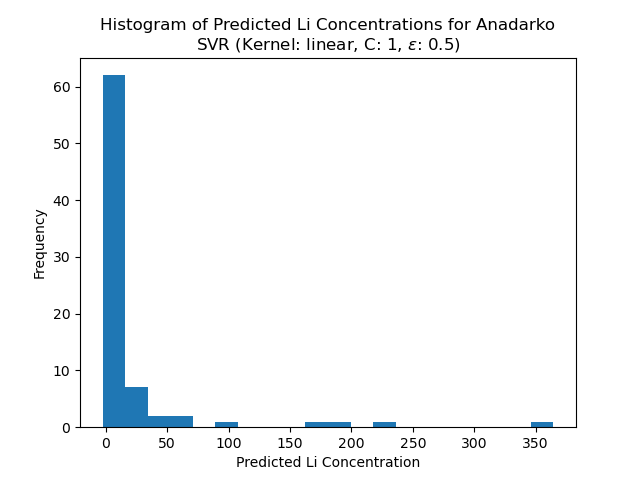 Histogram of Predicted Li Concentrations for Anadarko
SVR (Kernel: linear, C: 1, ε: 0.5)
60
50
40
30
20
10
0
Frequency
0 50 100 150 200 250 300 350
Predicted Li Concentration